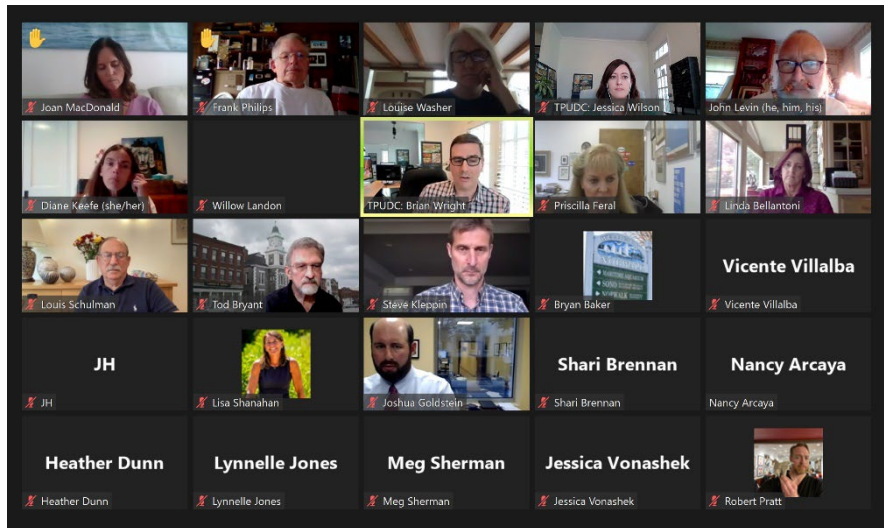 Joan MacDonald
Frank Philips
Louise Washer
TPUDC: Jessica Wilson
John Levin (he, him, his)
Diane Keefe (she/her)
Willow Landon
TPUDC: Brian Wright
Priscilla Feral
Linda Bellantoni
Louis Schulman
Tod Bryant
Steve Kleppin
Bryan Baker
Vicente Villalba
Vicente Villalba
JH
JH
Lisa Shanahan
Joshua Goldstein
Shari Brennan
Shari Brennan
Nancy Arcaya
Nancy Arcaya
Heather Dunn
Heather Dunn
Lynnelle Jones
Lynnelle Jones
Meg Sherman
Meg Sherman
Jessica Vonashek
Jessica Vonashek
Robert Pratt